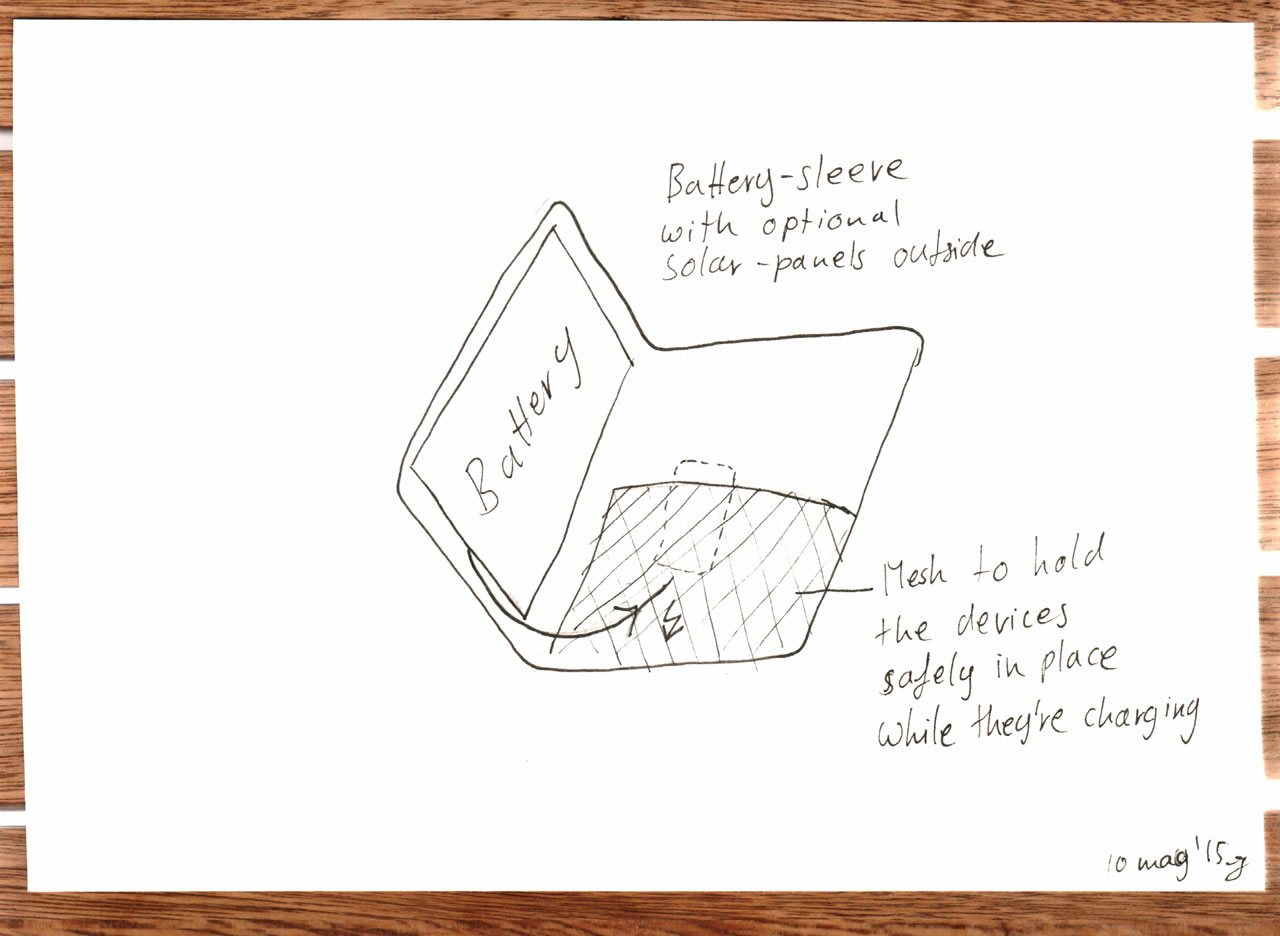 Battery-sleeve
with optional
solar-panels outside
Battery
Mesh to hold
the devices
safely in place
while they're charging
10 mag '15